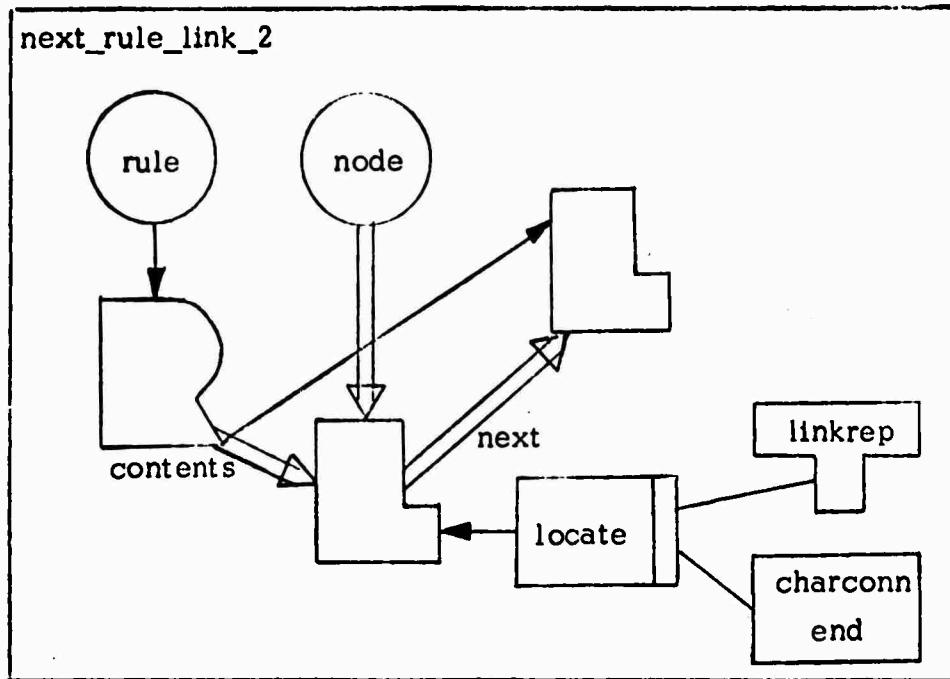 next_rule_link_2
rule
node
next
linkrep
contents
locate
charconn
end